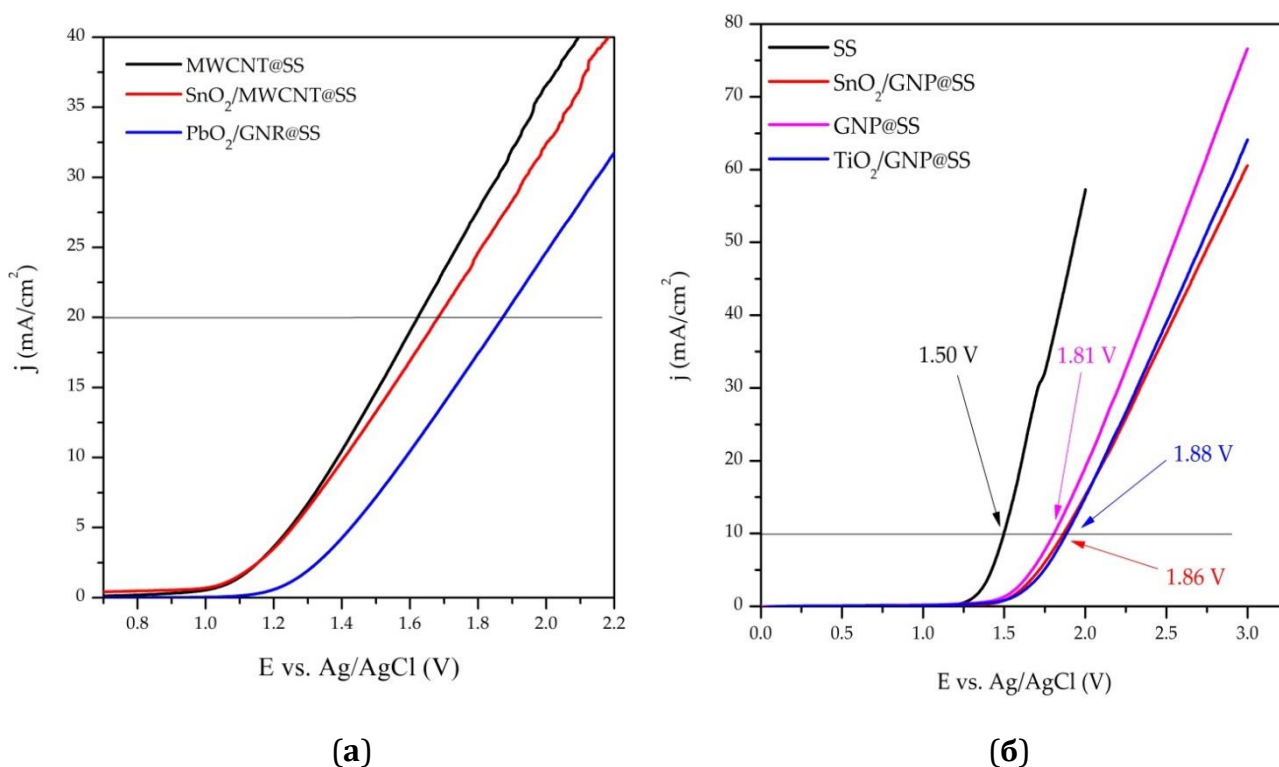 40
35
30
25
20
15
10
5
0
j (mA/cm²)
MWCNT@SS
SnO₂/MWCNT@SS
PbO₂/GNR@SS
0.8 1.0 1.2 1.4 1.6 1.8 2.0 2.2
E vs. Ag/AgCl (V)
(а)
80
70
60
50
40
30
20
10
0
j (mA/cm²)
SS
SnO₂/GNP@SS
GNP@SS
TiO₂/GNP@SS
1.50 V
1.81 V
1.88 V
1.86 V
0.0 0.5 1.0 1.5 2.0 2.5 3.0
E vs. Ag/AgCl (V)
(б)